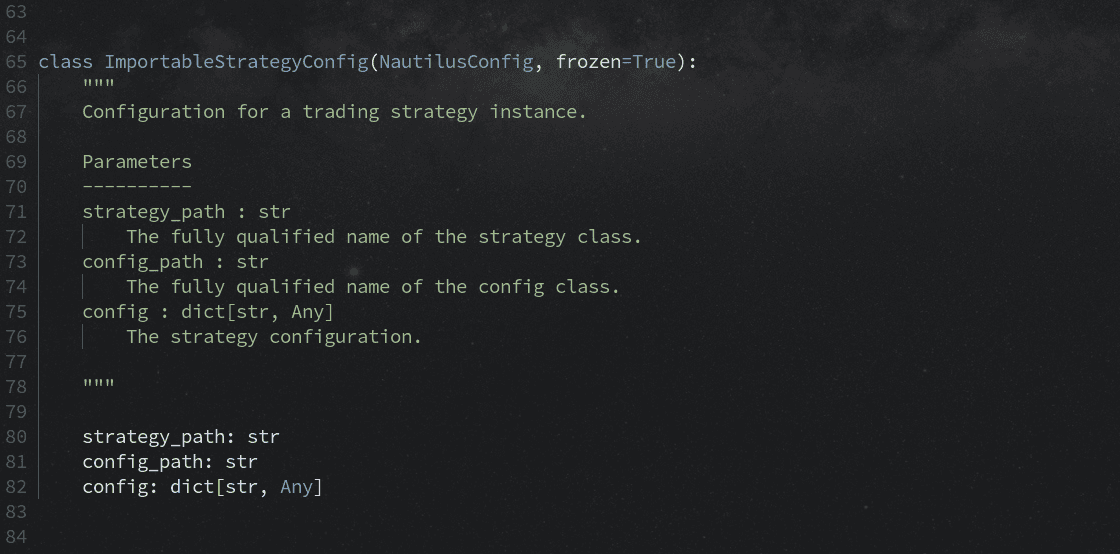 63
64
65 class ImportableStrategyConfig(NautilusConfig, frozen=True):
66     """
67     Configuration for a trading strategy instance.
68
69     Parameters
70     ----------
71     strategy_path : str
72         The fully qualified name of the strategy class.
73     config_path : str
74         The fully qualified name of the config class.
75     config : dict[str, Any]
76         The strategy configuration.
77
78     """
79
80     strategy_path: str
81     config_path: str
82     config: dict[str, Any]
83
84